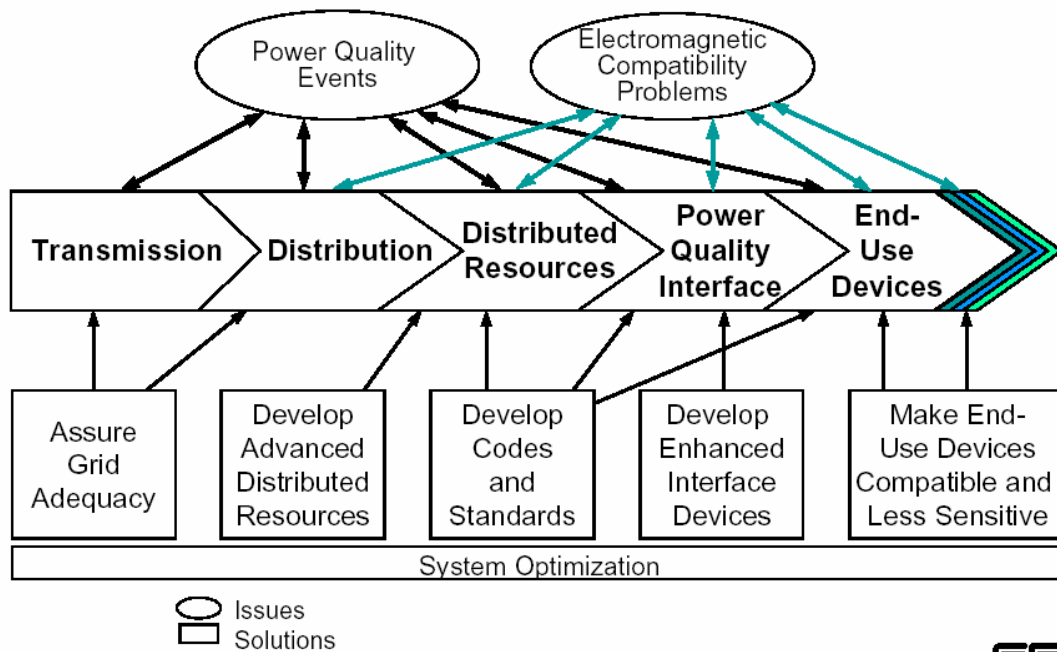 Power Quality
Events
Electromagnetic
Compatibility
Problems
Transmission
Distribution
Distributed
Resources
Power
Quality
Interface
End-
Use
Devices
Assure
Grid
Adequacy
Develop
Advanced
Distributed
Resources
Develop
Codes
and
Standards
Develop
Enhanced
Interface
Devices
Make End-
Use Devices
Compatible and
Less Sensitive
System Optimization
Issues
Solutions